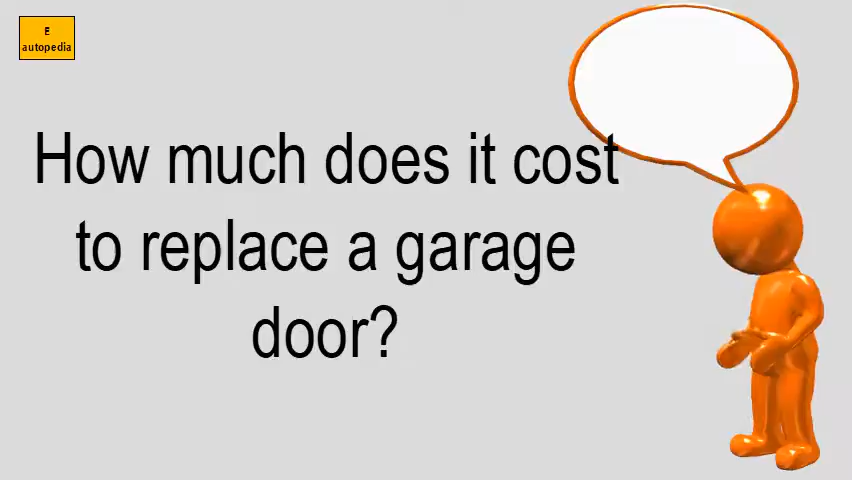 E
autopedia
How much does it cost
to replace a garage
door?